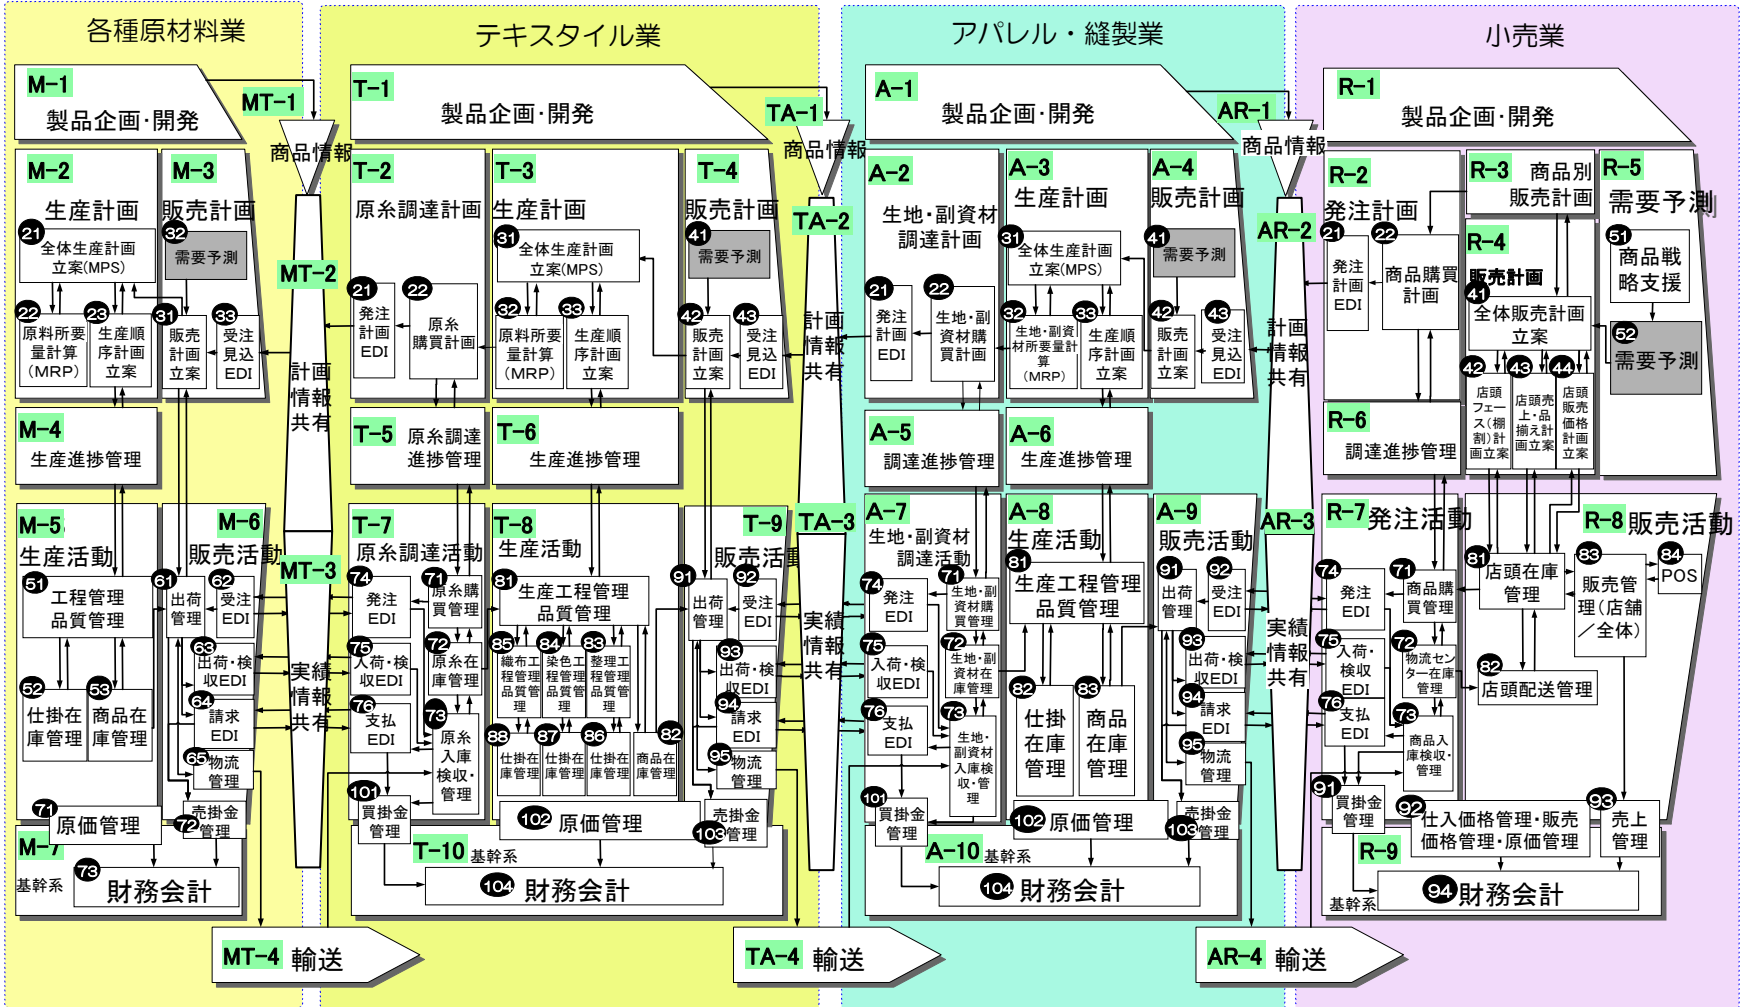 各種原材料業
M-1
製品企画・開発
MT-1
商品情報
M-2
生産計画
21
全体生産計画
立案(MPS)
22
原料所要
量計算
(MRP)
23
生産順
序計画
立案
M-3
販売計画
32
需要予測
31
販売
計画
立案
33
受注
見込
EDI
MT-2
計画
情報
共有
M-4
生産進捗管理
M-5
生産活動
51
工程管理
品質管理
52
仕掛在
庫管理
53
商品在
庫管理
M-6
販売活動
61
出荷
管理
62
受注
EDI
63
出荷・検
収EDI
64
請求
EDI
65
物流
管理
MT-3
実績
情報
共有
71
原価管理
72
売掛金
管理
M-7
基幹系
73
財務会計
MT-4
輸送
テキスタイル業
T-1
製品企画・開発
TA-1
商品情報
T-2
原糸調達計画
21
発注
計画
EDI
22
原糸
購買計画
T-3
生産計画
31
全体生産計画
立案(MPS)
32
原料所要
量計算
(MRP)
33
生産順
序計画
立案
T-4
販売計画
41
需要予測
42
販売
計画
立案
43
受注
見込
EDI
TA-2
計画
情報
共有
T-5
原糸調達
進捗管理
T-6
生産進捗管理
T-7
原糸調達活動
74
発注
EDI
71
原糸購
買管理
75
入荷・検
収EDI
72
原糸在
庫管理
76
支払
EDI
73
原糸
入庫
検収・
管理
T-8
生産活動
81
生産工程管理
品質管理
85
織布工
程管理
品質管
理
84
染色工
程管理
品質管
理
83
整理工
程管理
品質管
理
88
仕掛在
庫管理
87
仕掛在
庫管理
86
仕掛在
庫管理
82
商品在
庫管理
T-9
販売活動
91
出荷
管理
92
受注
EDI
93
出荷・検
収EDI
94
請求
EDI
95
物流
管理
TA-3
実績
情報
共有
101
買掛金
管理
102
原価管理
103
売掛金
管理
T-10
基幹系
104
財務会計
TA-4
輸送
アパレル・縫製業
A-1
製品企画・開発
AR-1
商品情報
A-2
生地・副資材
調達計画
21
発注
計画
EDI
22
生地・副
資材購
買計画
A-3
生産計画
31
全体生産計画
立案(MPS)
32
生地・副資
材所要量計
算
(MRP)
33
生産順
序計画
立案
A-4
販売計画
41
需要予測
42
販売
計画
立案
43
受注
見込
EDI
AR-2
計画
情報
共有
A-5
調達進捗管理
A-6
生産進捗管理
A-7
生地・副資材
調達活動
74
発注
EDI
71
生地・副
資材購
買管理
75
入荷・検
収EDI
72
生地・副
資材在
庫管理
76
支払
EDI
73
生地・
副資材
入庫検
収・管
理
A-8
生産活動
81
生産工程管理
品質管理
82
仕掛
在庫
管理
83
商品
在庫
管理
A-9
販売活動
91
出荷
管理
92
受注
EDI
93
出荷・検
収EDI
94
請求
EDI
95
物流
管理
AR-3
実績
情報
共有
101
買掛金
管理
102
原価管理
103
売掛金
管理
A-10
基幹系
104
財務会計
AR-4
輸送
小売業
R-1
製品企画・開発
R-2
発注計画
21
発注
計画
EDI
22
商品購買
計画
R-3
商品別
販売計画
R-4
販売計画
41
全体販売計画
立案
42
店頭
フェー
ス(棚
割)計
画立案
43
店頭売
上・品
揃え計
画立案
44
店頭
販売
価格
計画
立案
R-5
需要予測
51
商品戦
略支援
52
需要予測
R-6
調達進捗管理
R-7
発注活動
74
発注
EDI
71
商品購
買管理
75
入荷・
検収
EDI
72
物流セン
ター在庫
管理
76
支払
EDI
73
商品入
庫検収・
管理
R-8
販売活動
81
店頭在庫
管理
83
販売管
理(店舗
/全体)
84
POS
82
店頭配送管理
91
買掛金
管理
92
仕入価格管理・販売
価格管理・原価管理
93
売上
管理
R-9
基幹系
94
財務会計